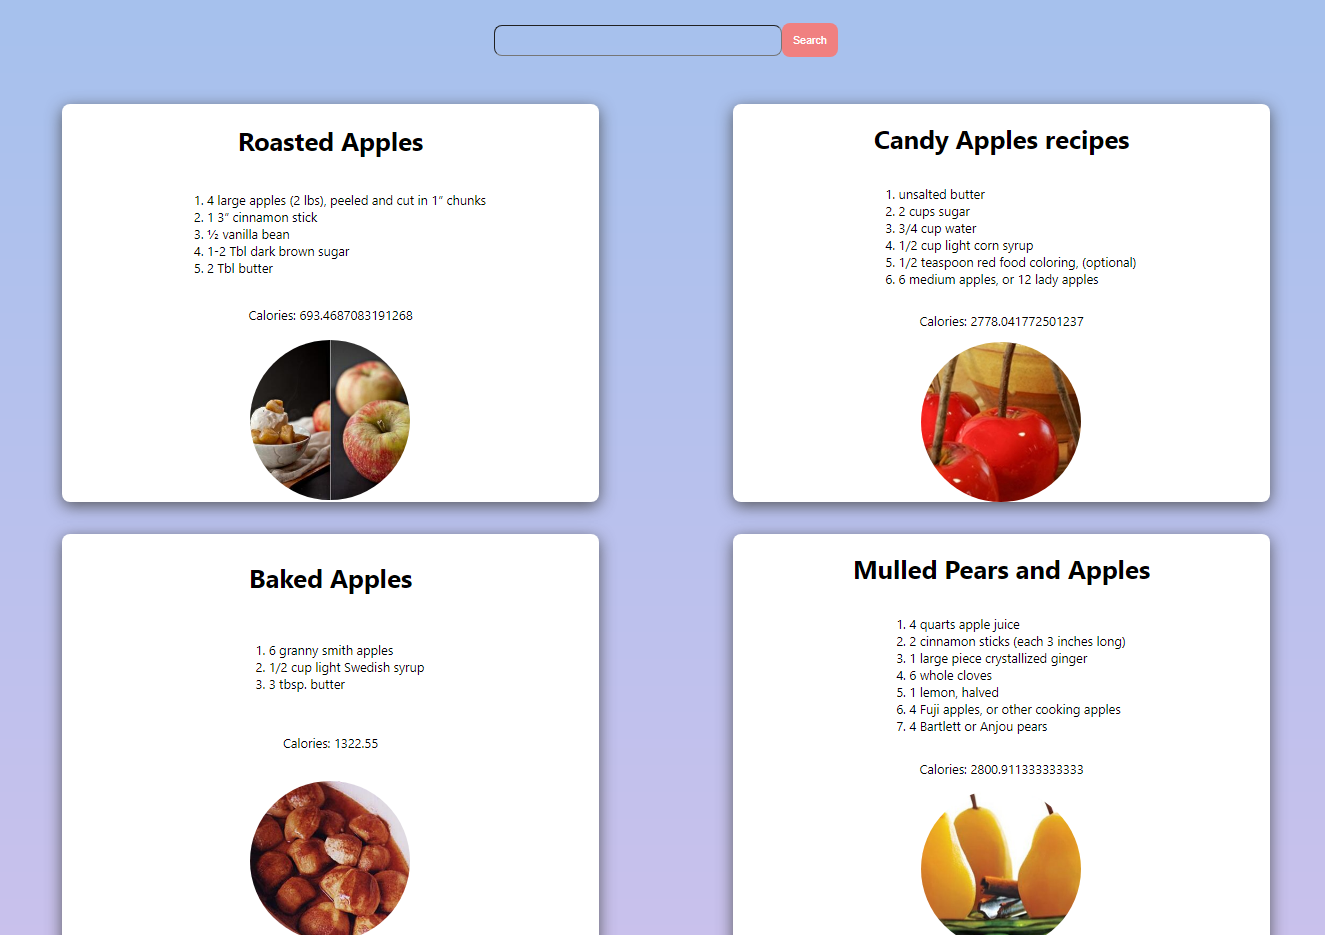 Search
Roasted Apples
1. 4 large apples (2 lbs), peeled and cut in 1” chunks
2. 1 3” cinnamon stick
3. ½ vanilla bean
4. 1-2 Tbl dark brown sugar
5. 2 Tbl butter
Calories: 693.4687083191268
Candy Apples recipes
1. unsalted butter
2. 2 cups sugar
3. 3/4 cup water
4. 1/2 cup light corn syrup
5. 1/2 teaspoon red food coloring, (optional)
6. 6 medium apples, or 12 lady apples
Calories: 2778.041772501237
Baked Apples
1. 6 granny smith apples
2. 1/2 cup light Swedish syrup
3. 3 tbsp. butter
Calories: 1322.55
Mulled Pears and Apples
1. 4 quarts apple juice
2. 2 cinnamon sticks (each 3 inches long)
3. 1 large piece crystallized ginger
4. 6 whole cloves
5. 1 lemon, halved
6. 4 Fuji apples, or other cooking apples
7. 4 Bartlett or Anjou pears
Calories: 2800.911333333333